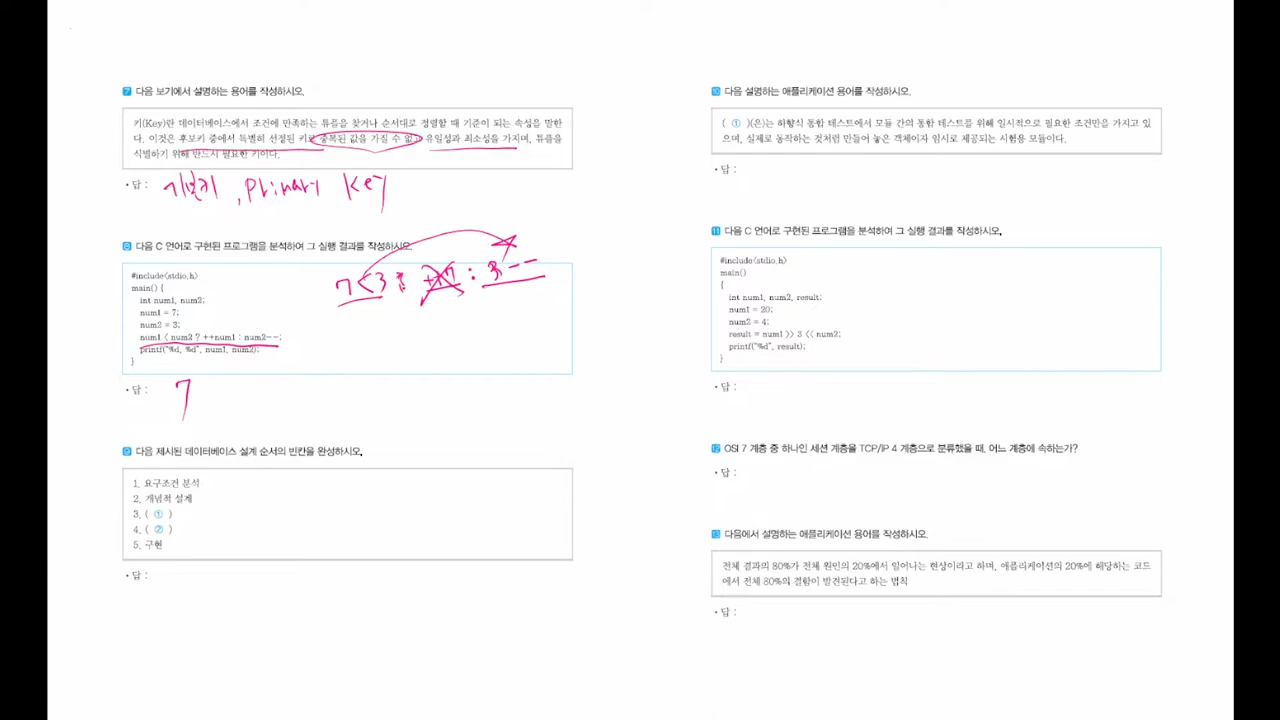 7 다음 보기에서 설명하는 용어를 작성하시오.
키(Key)란 데이터베이스에서 조건에 만족하는 튜플을 찾거나 순서대로 정렬할 때 기준이 되는 속성을 말한
다. 이것은 후보키 중에서 특별히 선정된 키로 중복된 값을 가질 수 없고 유일성과 최소성을 가지며, 튜플을
식별하기 위해 반드시 필요한 키이다.
• 답 : 기본키, Primary Key
8 다음 C 언어로 구현된 프로그램을 분석하여 그 실행 결과를 작성하시오.
7<3 ? ++7 : 3--
#include<stdio.h>
main() {
int num1, num2;
num1 = 7;
num2 = 3;
num1 < num2 ? ++num1 : num2--;
printf("%d, %d", num1, num2);
}
• 답 : 7
9 다음 제시된 데이터베이스 설계 순서의 빈칸을 완성하시오.
1. 요구조건 분석
2. 개념적 설계
3. ( ① )
4. ( ② )
5. 구현
• 답 :
10 다음 설명하는 애플리케이션 용어를 작성하시오.
( ① )(은)는 하향식 통합 테스트에서 모듈 간의 통합 테스트를 위해 일시적으로 필요한 조건만을 가지고 있
으며, 실제로 동작하는 것처럼 만들어 놓은 객체이자 임시로 제공되는 시험용 모듈이다.
• 답 :
11 다음 C 언어로 구현된 프로그램을 분석하여 그 실행 결과를 작성하시오.
#include<stdio.h>
main()
{
int num1, num2, result;
num1 = 20;
num2 = 4;
result = num1 >> 3 << num2;
printf("%d", result);
}
• 답 :
12 OSI 7 계층 중 하나인 세션 계층을 TCP/IP 4 계층으로 분류했을 때, 어느 계층에 속하는가?
• 답 :
13 다음에서 설명하는 애플리케이션 용어를 작성하시오.
전체 결과의 80%가 전체 원인의 20%에서 일어나는 현상이라고 하며, 애플리케이션의 20%에 해당하는 코드
에서 전체 80%의 결함이 발견된다고 하는 법칙
• 답 :